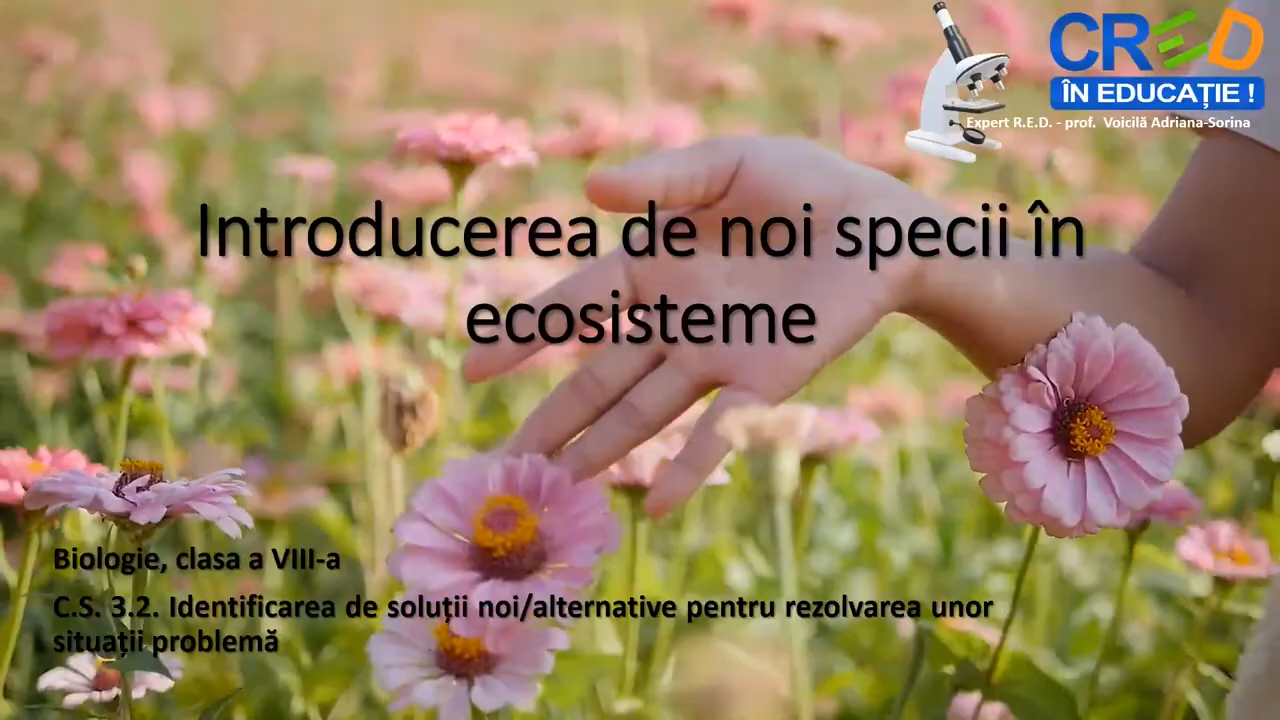 CRED
ÎN EDUCAȚIE !
Expert R.E.D. - prof. Voicilă Adriana-Sorina
Introducerea de noi specii în
ecosisteme
Biologie, clasa a VIII-a
C.S. 3.2. Identificarea de soluții noi/alternative pentru rezolvarea unor
situații problemă